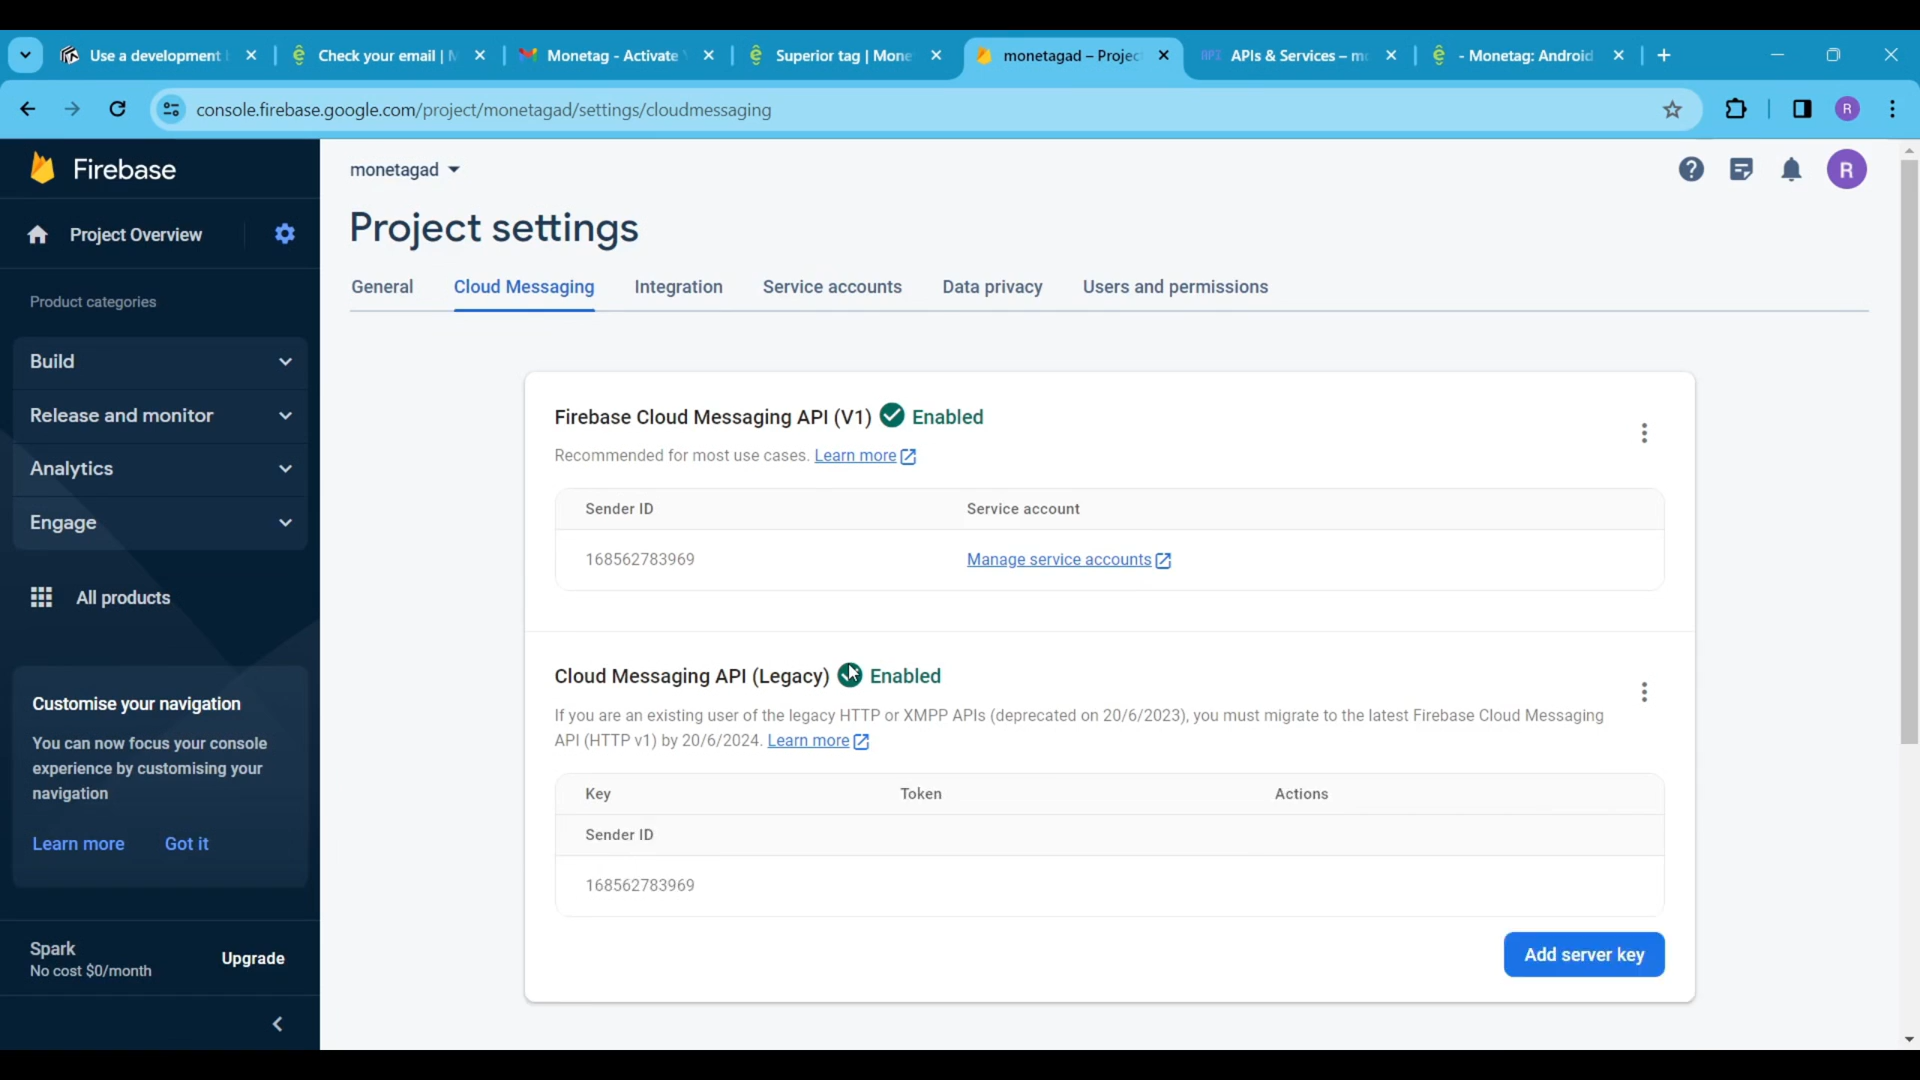 Use a development
Check your email |
Monetag - Activate
Superior tag | Mone
monetagad – Projec
API APIs & Services – mo
- Monetag: Android
console.firebase.google.com/project/monetagad/settings/cloudmessaging
R
Firebase
monetagad
R
Project Overview
Project settings
General
Cloud Messaging
Integration
Service accounts
Data privacy
Users and permissions
Product categories
Build
Release and monitor
Analytics
Engage
All products
Customise your navigation
You can now focus your console
experience by customising your
navigation
Learn more
Got it
Spark
No cost $0/month
Upgrade
Firebase Cloud Messaging API (V1) Enabled
Recommended for most use cases. Learn more
Sender ID
Service account
168562783969
Manage service accounts
Cloud Messaging API (Legacy) Enabled
If you are an existing user of the legacy HTTP or XMPP APIs (deprecated on 20/6/2023), you must migrate to the latest Firebase Cloud Messaging
API (HTTP v1) by 20/6/2024. Learn more
Key
Token
Actions
Sender ID
168562783969
Add server key